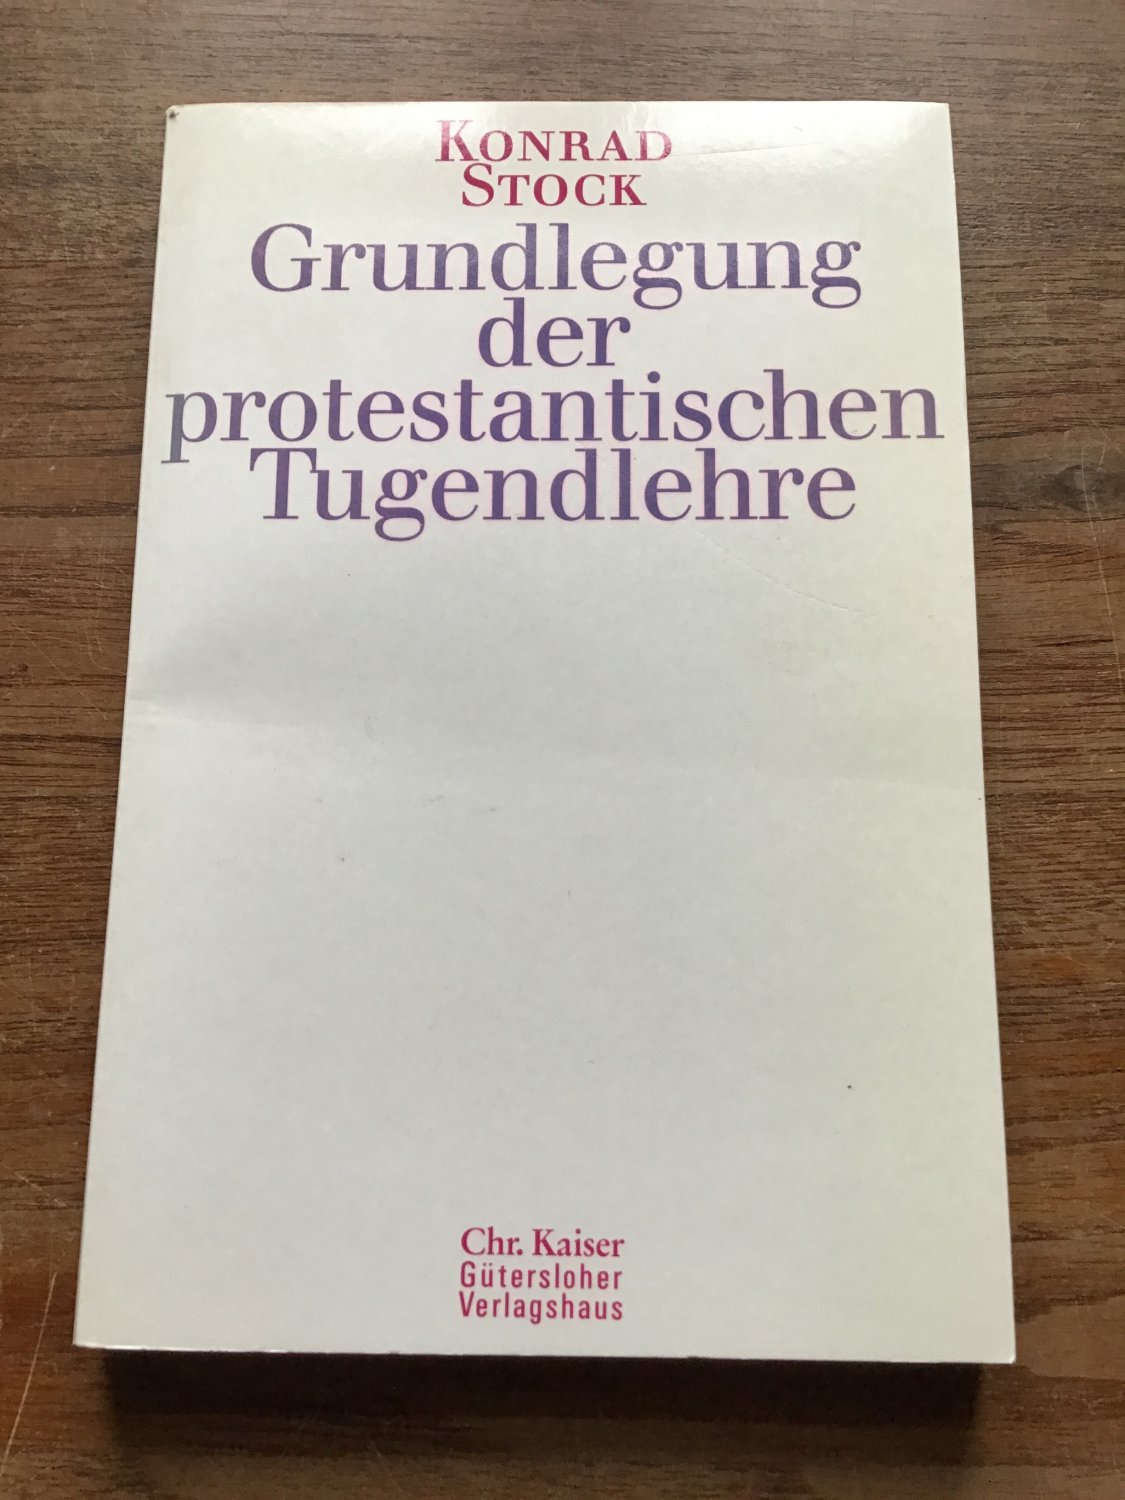 KONRAD
STOCK
Grundlegung
der
protestantischen
Tugendlehre
Chr. Kaiser
Gütersloher
Verlagshaus